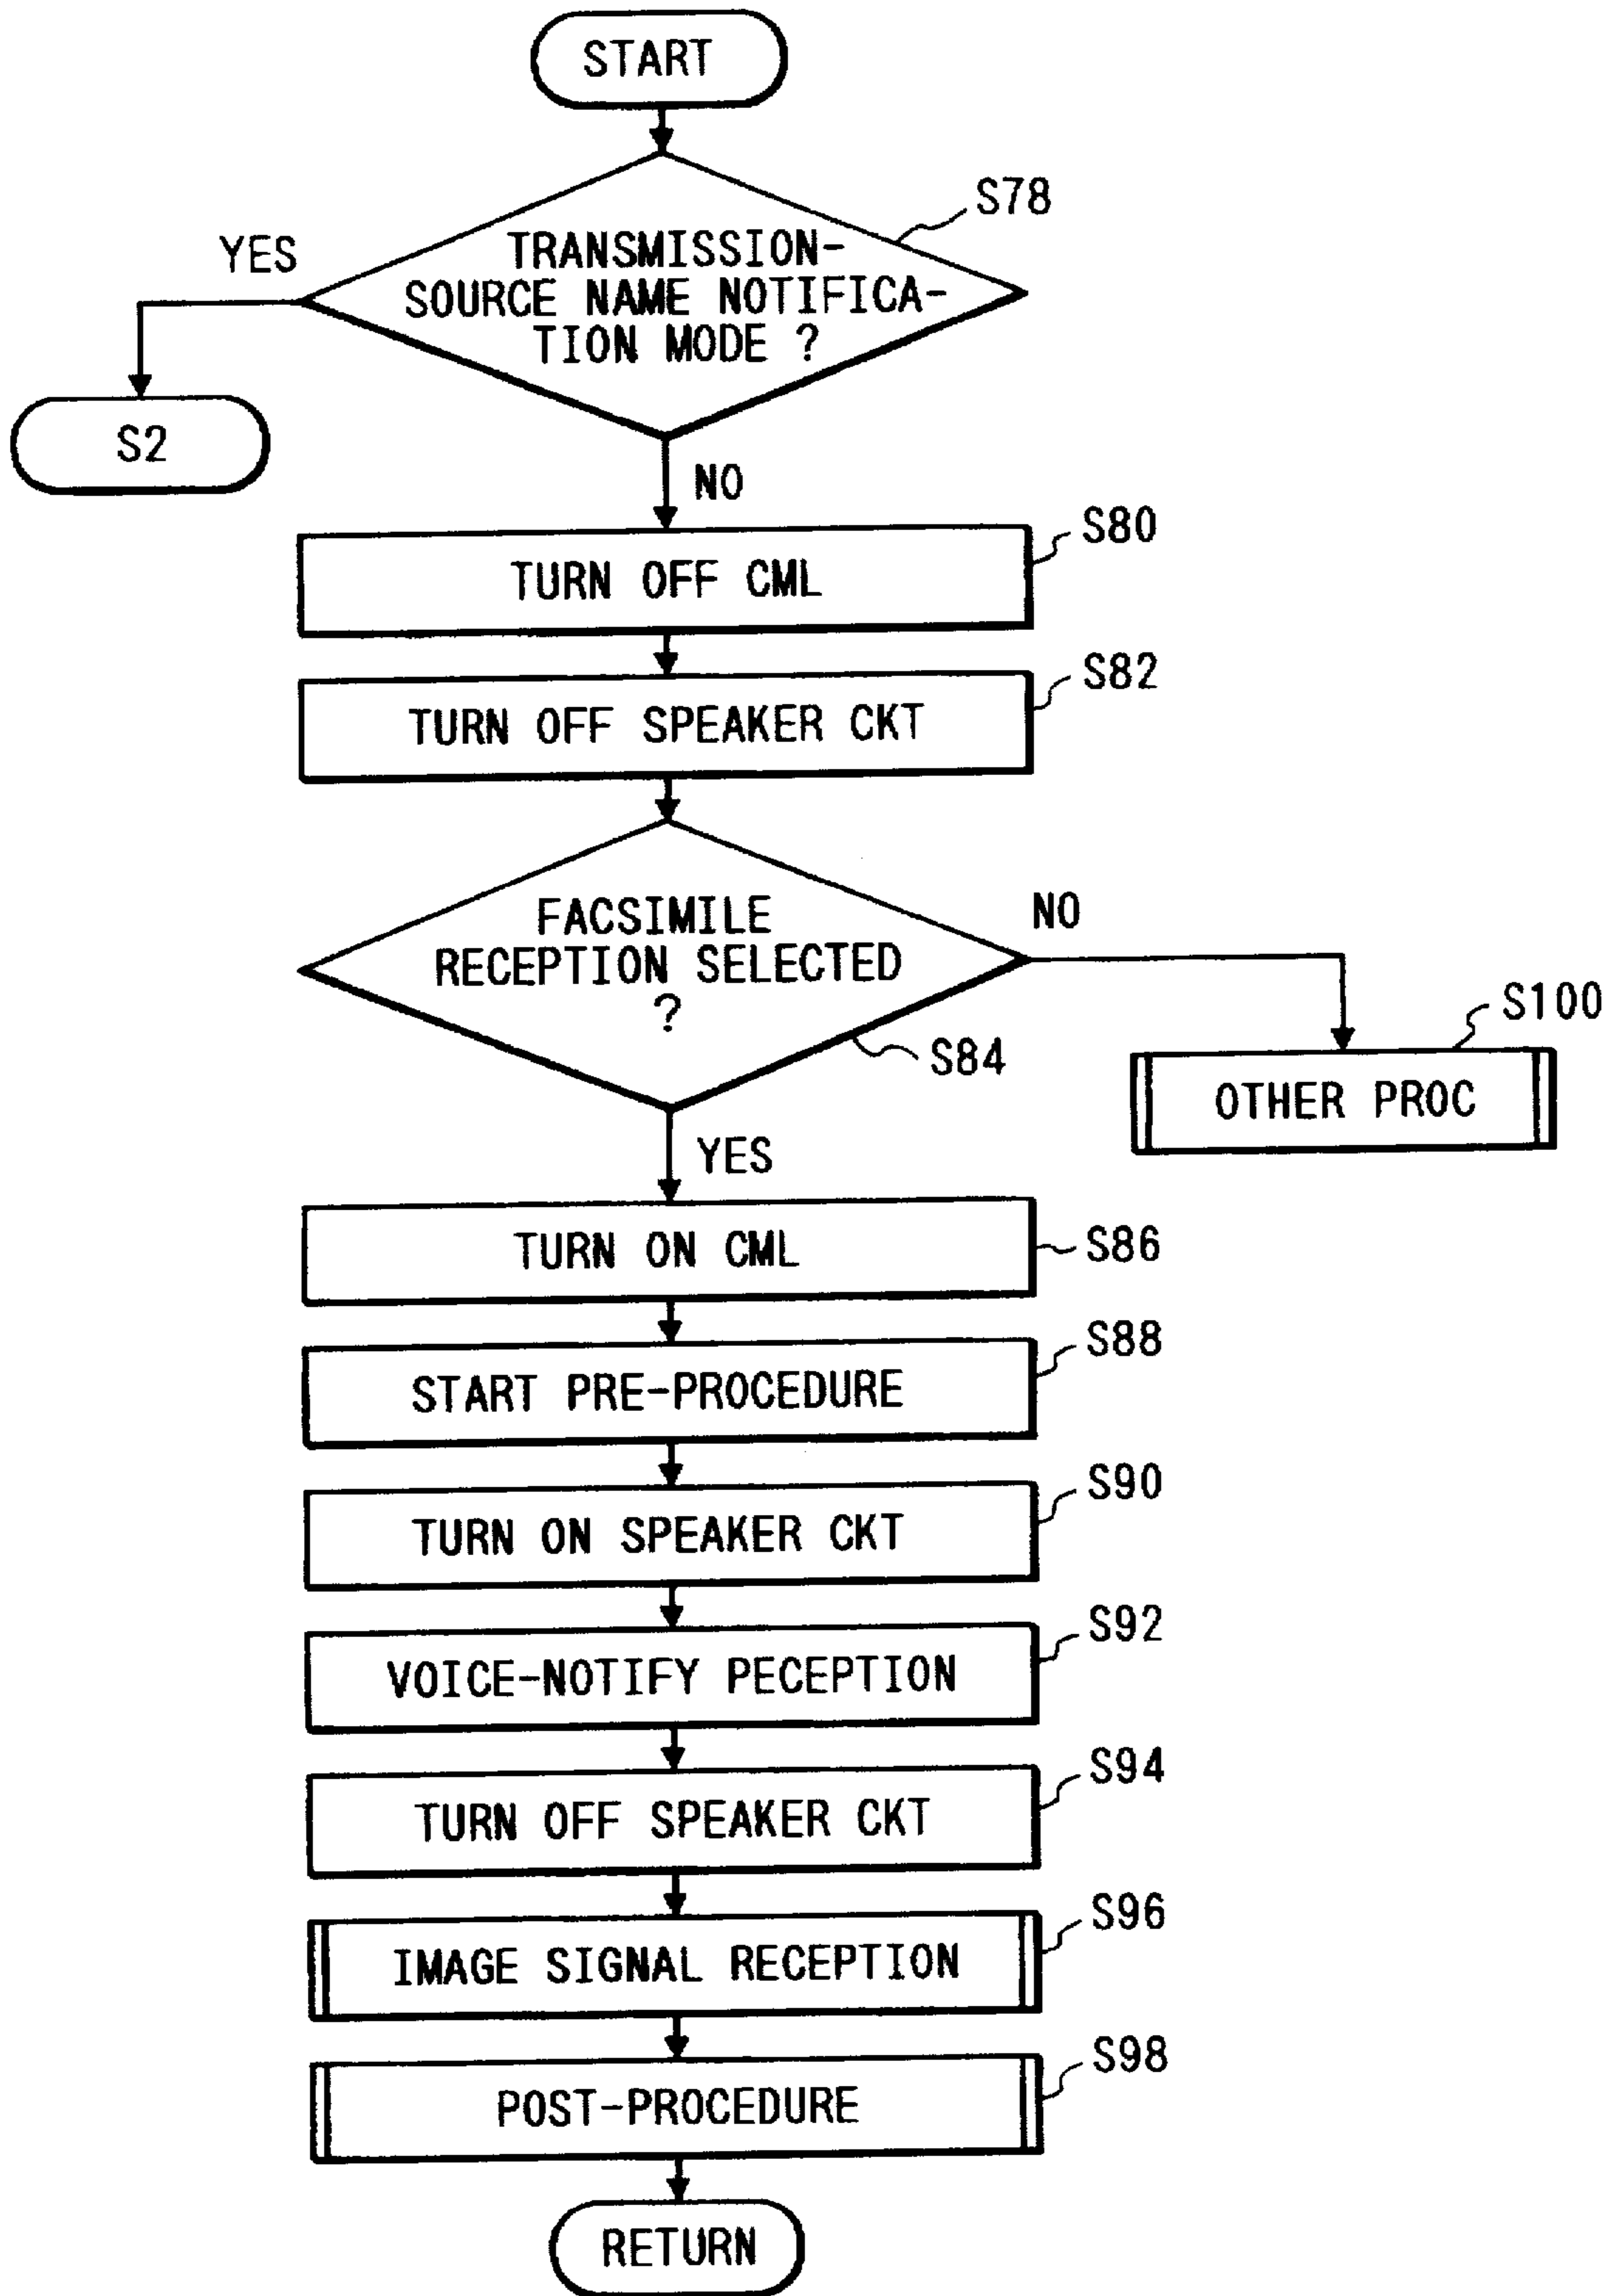 START
S78
YES
TRANSMISSION-
SOURCE NAME NOTIFICA-
TION MODE ?
S2
NO
S80
TURN OFF CML
S82
TURN OFF SPEAKER CKT
FACSIMILE
RECEPTION SELECTED
?
NO
S84
S100
OTHER PROC
YES
TURN ON CML
S86
S88
START PRE-PROCEDURE
S90
TURN ON SPEAKER CKT
S92
VOICE-NOTIFY PECEPTION
S94
TURN OFF SPEAKER CKT
S96
IMAGE SIGNAL RECEPTION
S98
POST-PROCEDURE
RETURN